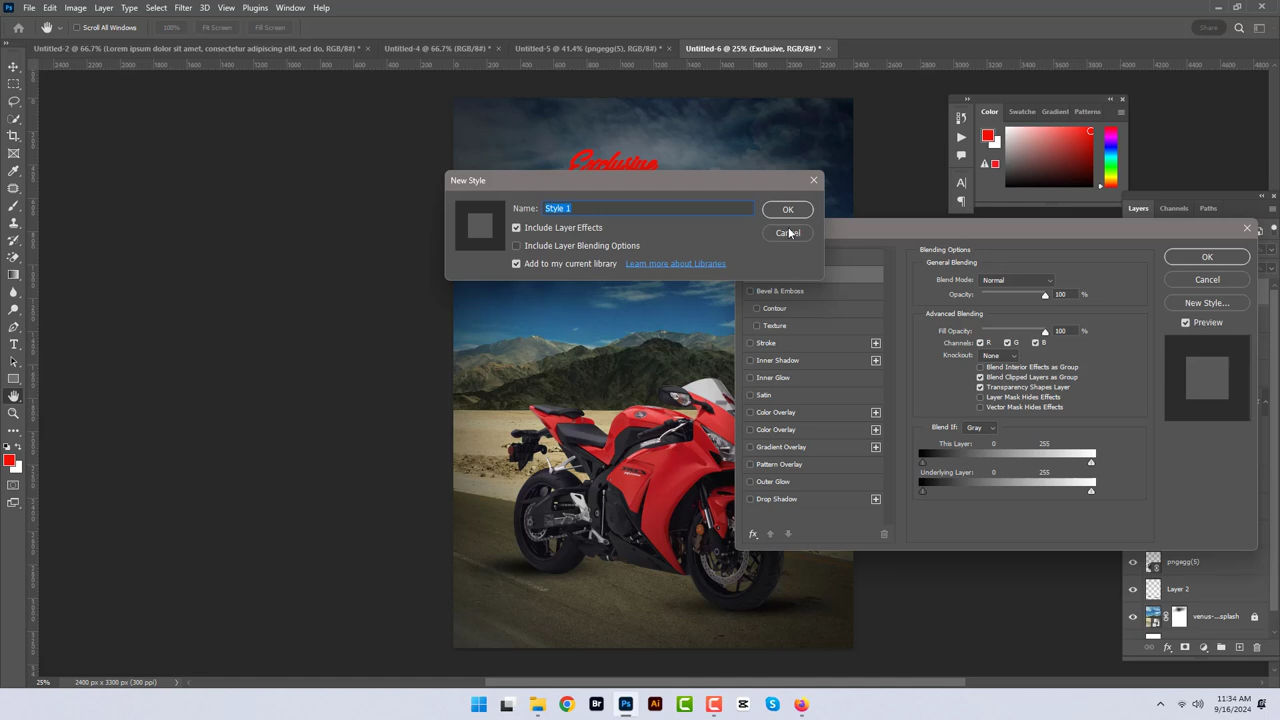 File Edit Image Layer Type Select Filter 3D View Plugins Window Help
Scroll All Windows 100% Fit Screen Fill Screen Share
Untitled-2 @ 66.7% (Lorem ipsum dolor sit amet, consectetur adipiscing elit, sed do, RGB/8#) * Untitled-4 @ 66.7% (RGB/8#) * Untitled-5 @ 41.4% (pngegg(5), RGB/8#) * Untitled-6 @ 25% (Exclusive, RGB/8#) *
Color Swatche Gradient Patterns
Exclusive
New Style
Name: Style 1
OK
Include Layer Effects
Cancel
Include Layer Blending Options
Add to my current library Learn more about Libraries
Layers Channels Paths
Blending Options
General Blending
Blend Mode: Normal
Opacity: 100 %
Advanced Blending
Fill Opacity: 100 %
Channels: R G B
Knockout: None
Blend Interior Effects as Group
Blend Clipped Layers as Group
Transparency Shapes Layer
Layer Mask Hides Effects
Vector Mask Hides Effects
Blend If: Gray
This Layer: 0 255
Underlying Layer: 0 255
OK
Cancel
New Style...
Preview
Bevel & Emboss
Contour
Texture
Stroke
Inner Shadow
Inner Glow
Satin
Color Overlay
Color Overlay
Gradient Overlay
Pattern Overlay
Outer Glow
Drop Shadow
fx
pngegg(5)
Layer 2
venus-...splash
25% 2400 px x 3300 px (300 ppi)
11:34 AM
9/16/2024